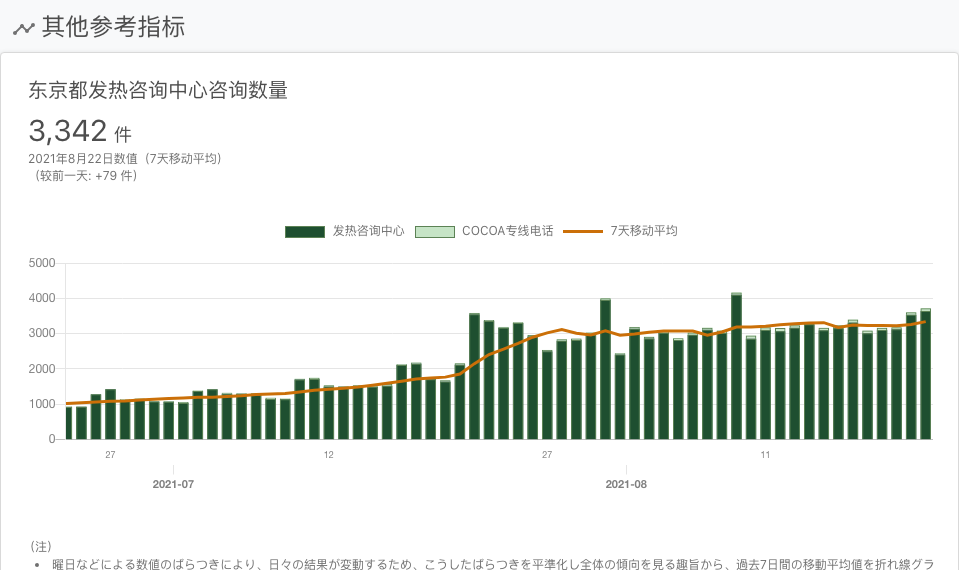 其他参考指标
东京都发热咨询中心咨询数量
3,342 件
2021年8月22日数值（7天移动平均）
（较前一天: +79 件）
发热咨询中心 COCOA专线电话 7天移动平均
5000
4000
3000
2000
1000
0
27 12 27 11
2021-07 2021-08
（注）
• 曜日などによる数値のばらつきにより、日々の結果が変動するため、こうしたばらつきを平準化し全体の傾向を見る趣旨から、過去7日間の移動平均値を折れ線グラ